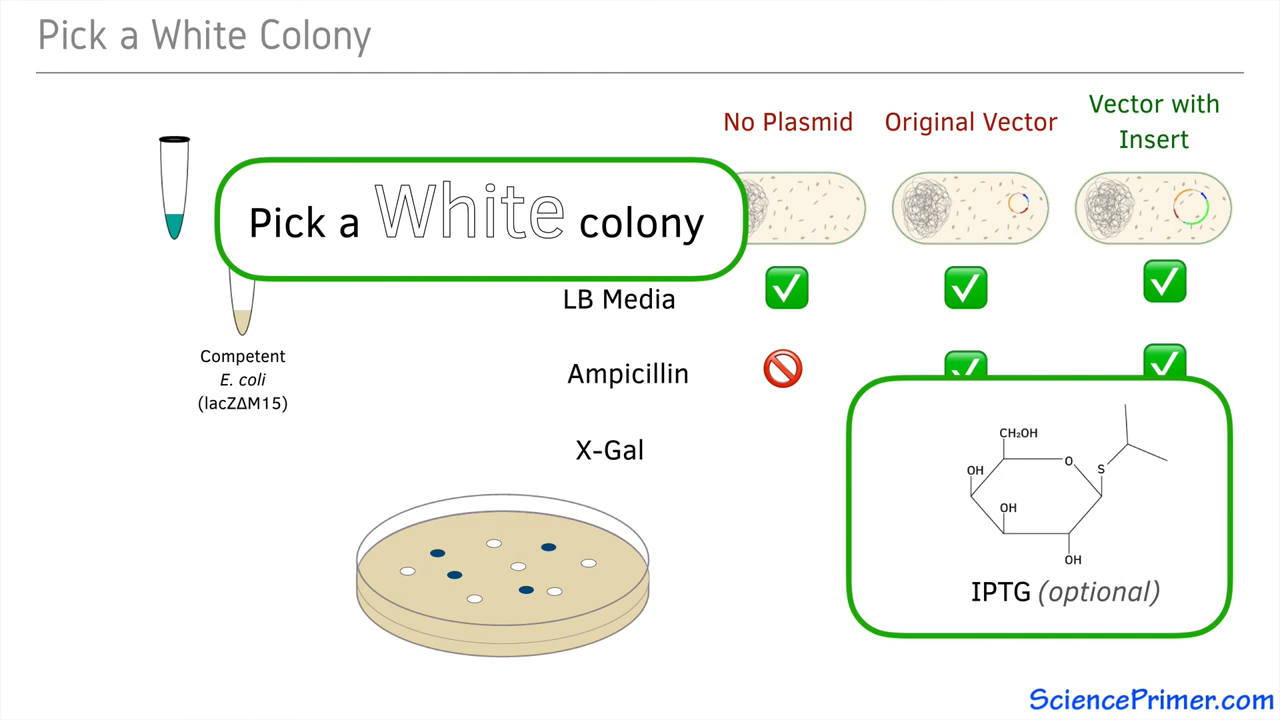 Pick a White Colony
No Plasmid
Original Vector
Vector with
Insert
Pick a White colony
LB Media
Ampicillin
Competent
E. coli
(lacZΔM15)
X-Gal
CH₂OH
O
S
OH
OH
OH
IPTG (optional)
SciencePrimer.com